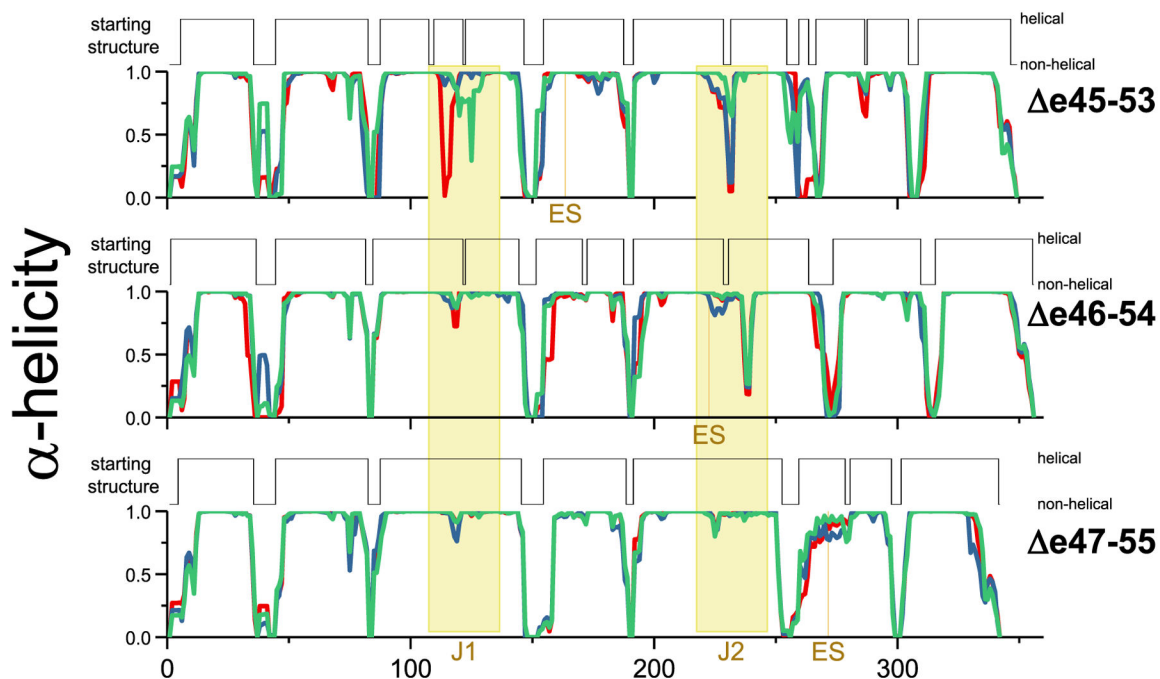 starting
structure
helical
non-helical
1.0
0.5
0.0
Δe45-53
ES
α-helicity
starting
structure
helical
non-helical
1.0
0.5
0.0
Δe46-54
ES
starting
structure
helical
non-helical
1.0
0.5
0.0
Δe47-55
J1
J2
ES
0
100
200
300